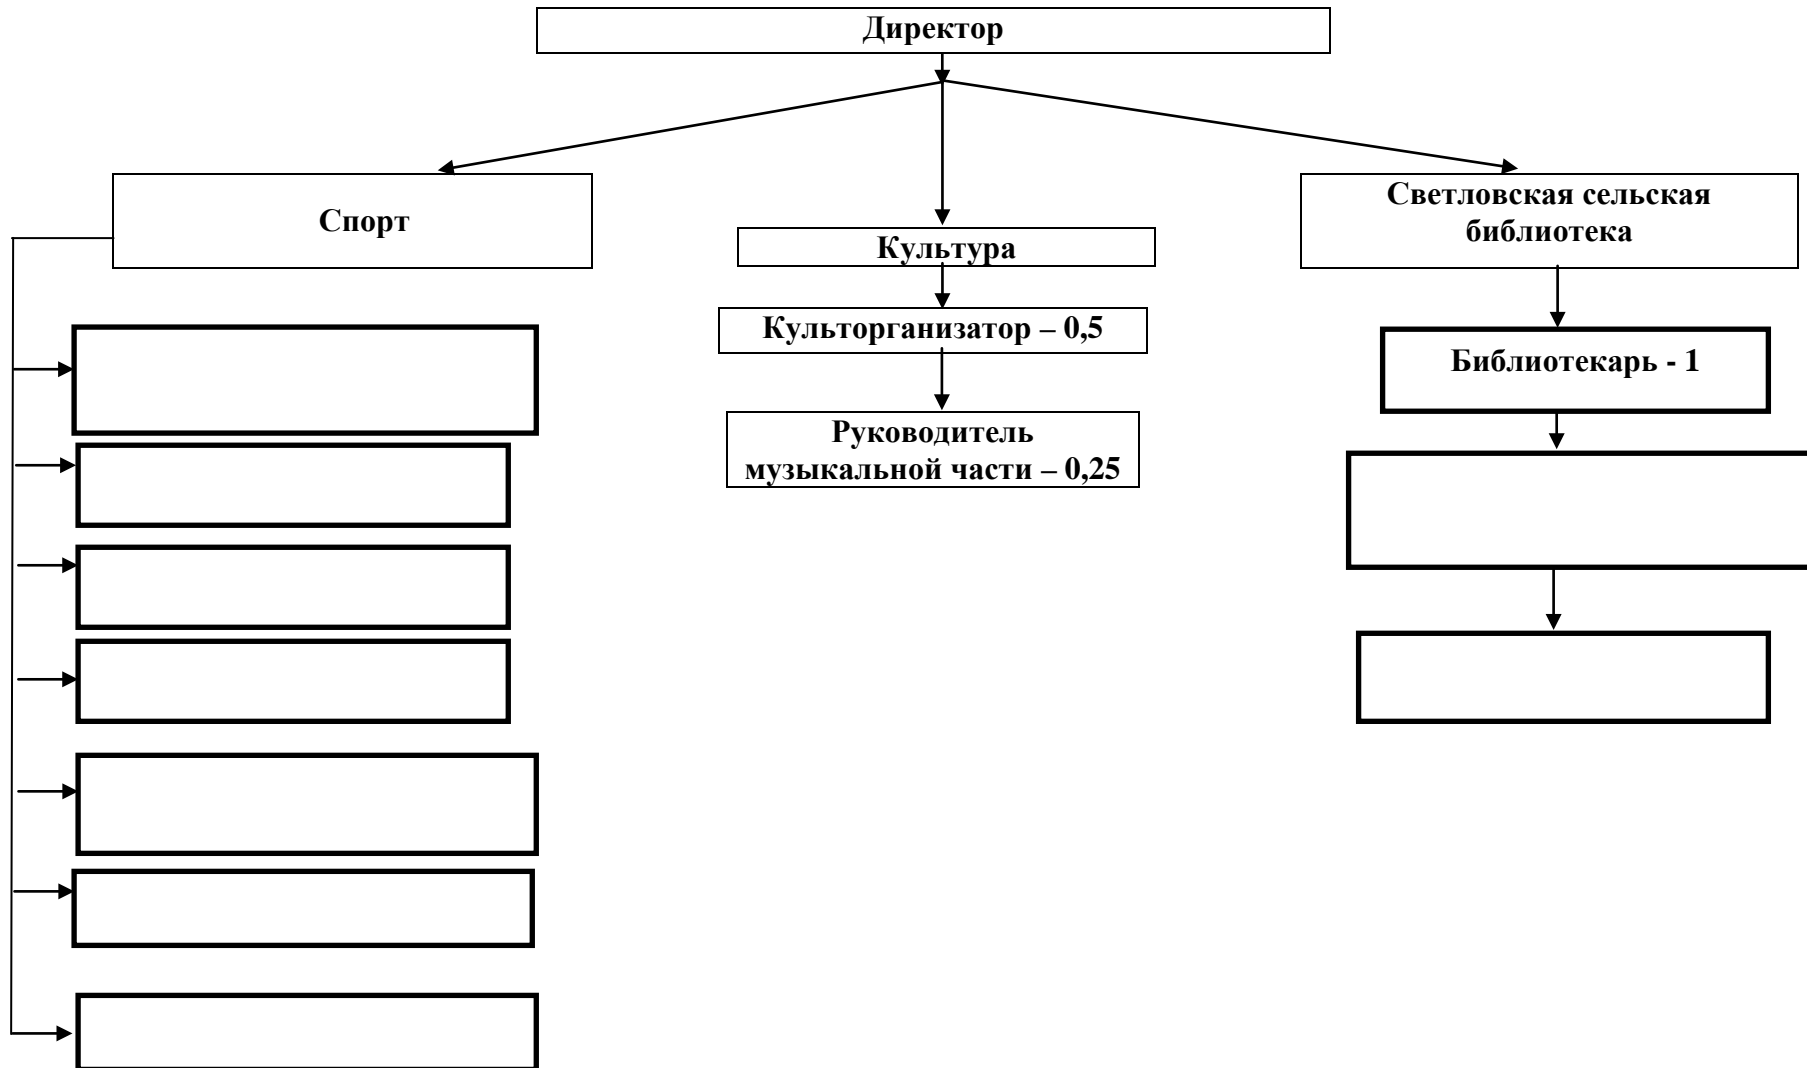 Директор
Спорт
Культура
Светловская сельская
библиотека
Культорганизатор – 0,5
Библиотекарь - 1
Руководитель
музыкальной части – 0,25